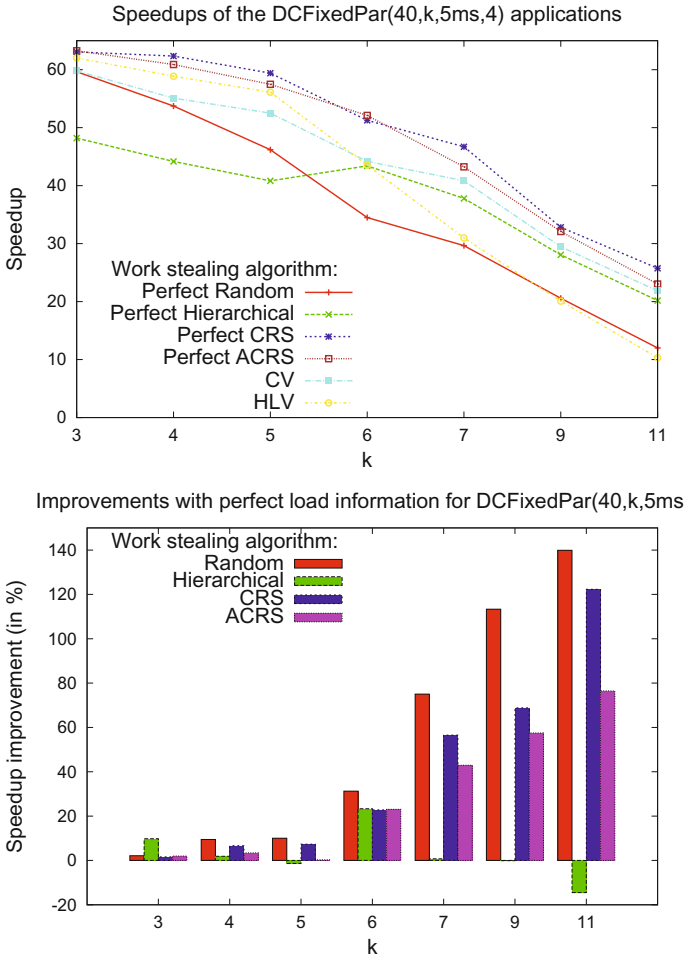 Speedups of the DCFixedPar(40,k,5ms,4) applications
60
50
40
30
20
10
0
Speedup
Work stealing algorithm:
Perfect Random
Perfect Hierarchical
Perfect CRS
Perfect ACRS
CV
HLV
3 4 5 6 7 9 11
k
Improvements with perfect load information for DCFixedPar(40,k,5ms
140
120
100
80
60
40
20
0
-20
Speedup improvement (in %)
Work stealing algorithm:
Random
Hierarchical
CRS
ACRS
3 4 5 6 7 9 11
k